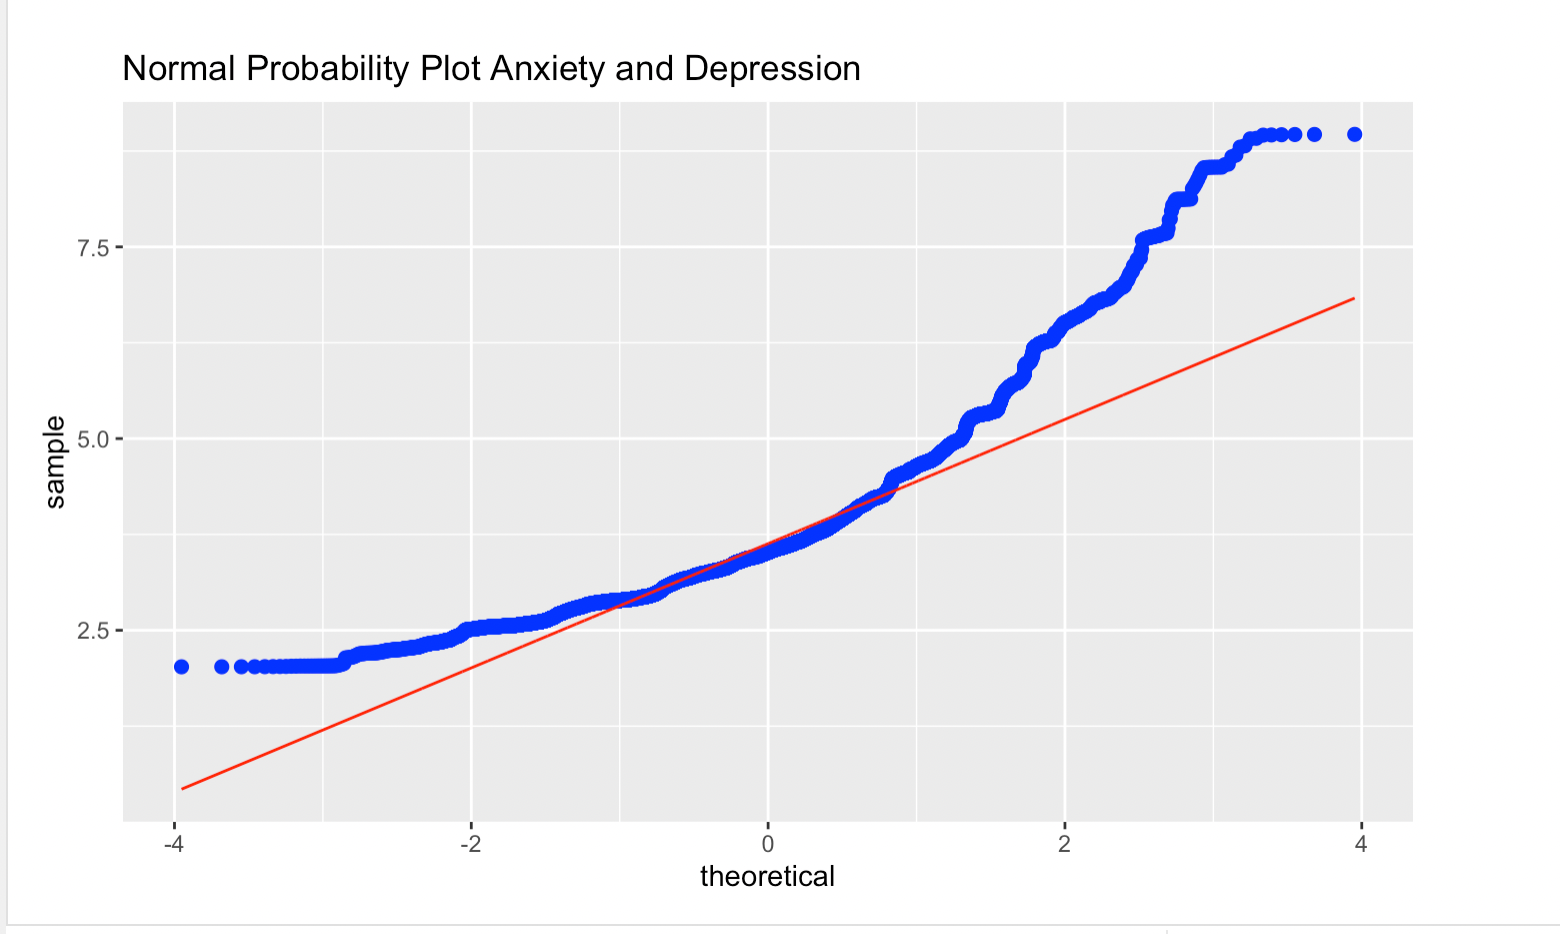 Normal Probability Plot Anxiety and Depression
7.5
5.0
2.5
sample
-4
-2
0
2
4
theoretical